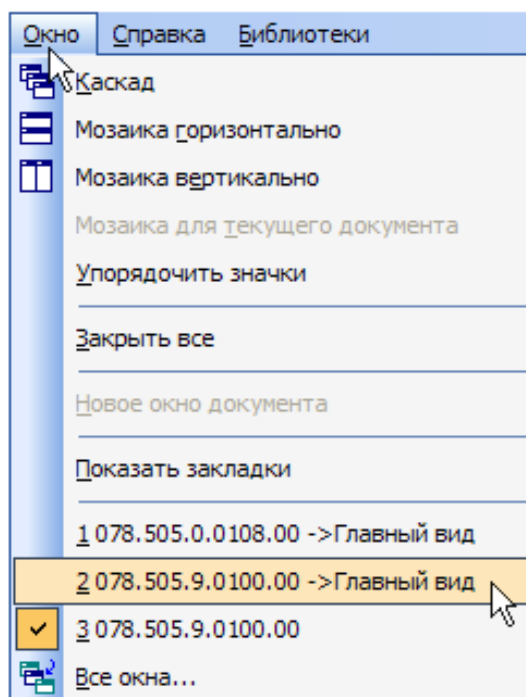 Окно Справка Библиотеки
Каскад
Мозаика горизонтально
Мозаика вертикально
Мозаика для текущего документа
Упорядочить значки
Закрыть все
Новое окно документа
Показать закладки
1 078.505.0.0108.00 ->Главный вид
2 078.505.9.0100.00 ->Главный вид
3 078.505.9.0100.00
Все окна...